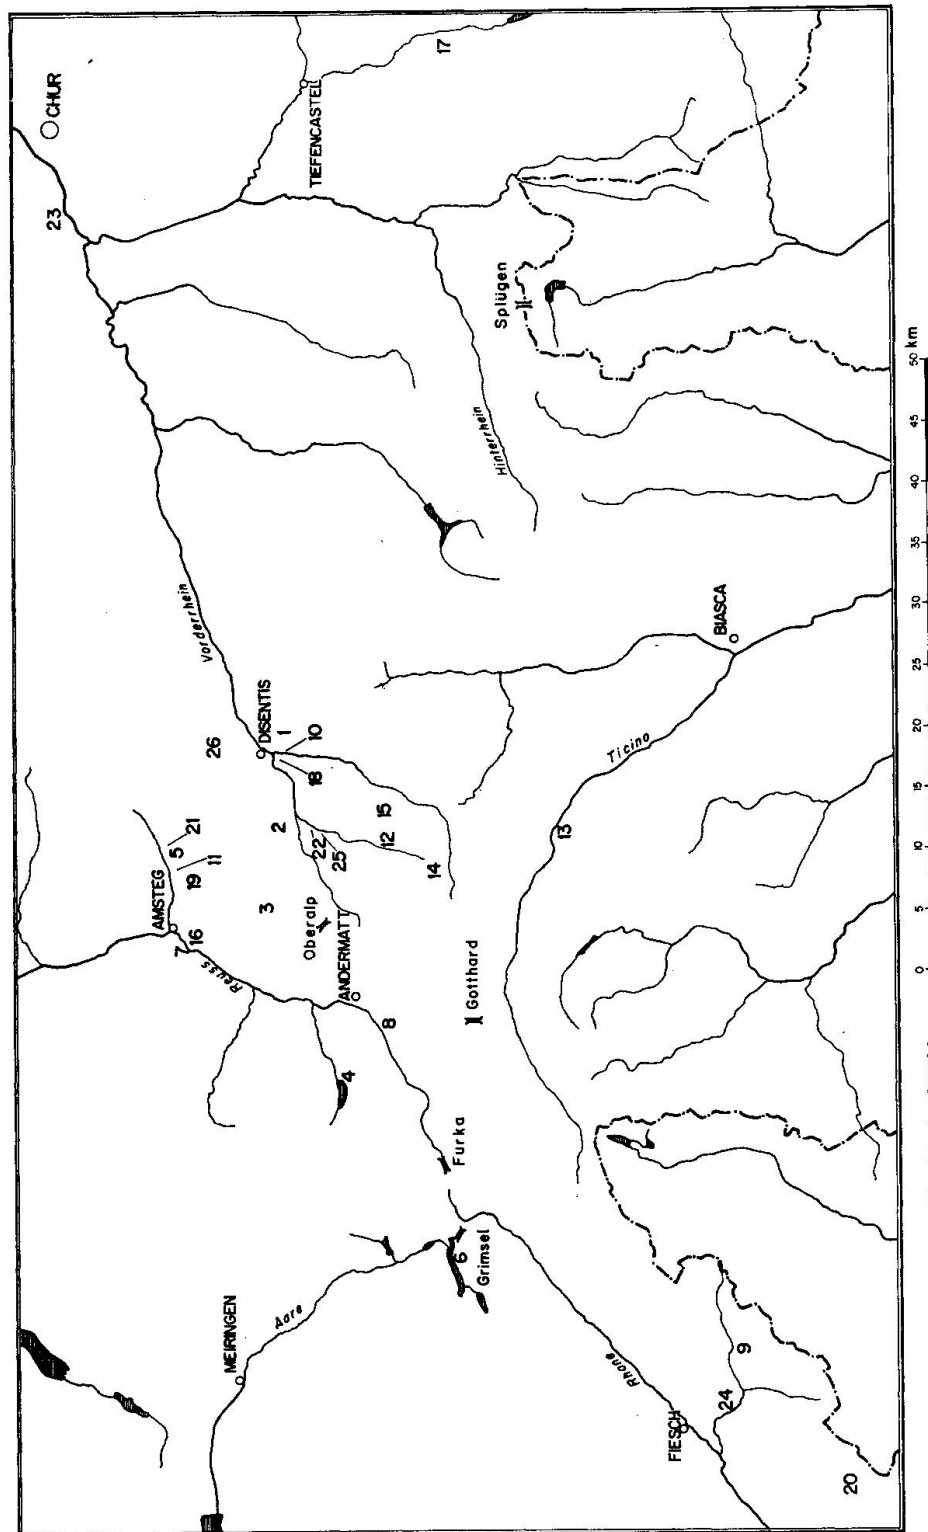 CHUR
23
AMSTEG
7
5
16
19
21
11
26
Vorderrhein
Reuss
MEIRINGEN
3
DISENTIS
2
1
Aare
Oberalp
18
10
TIEFENCASTEL
22
25
ANDERMATT
4
8
12
15
14
17
Furka
6
Gotthard
Grimsel
Hinterrhein
Splügen
13
Ticino
Rhone
FIESCH
24
BIASCA
9
20
0 5 10 15 20 25 30 35 40 45 50 km